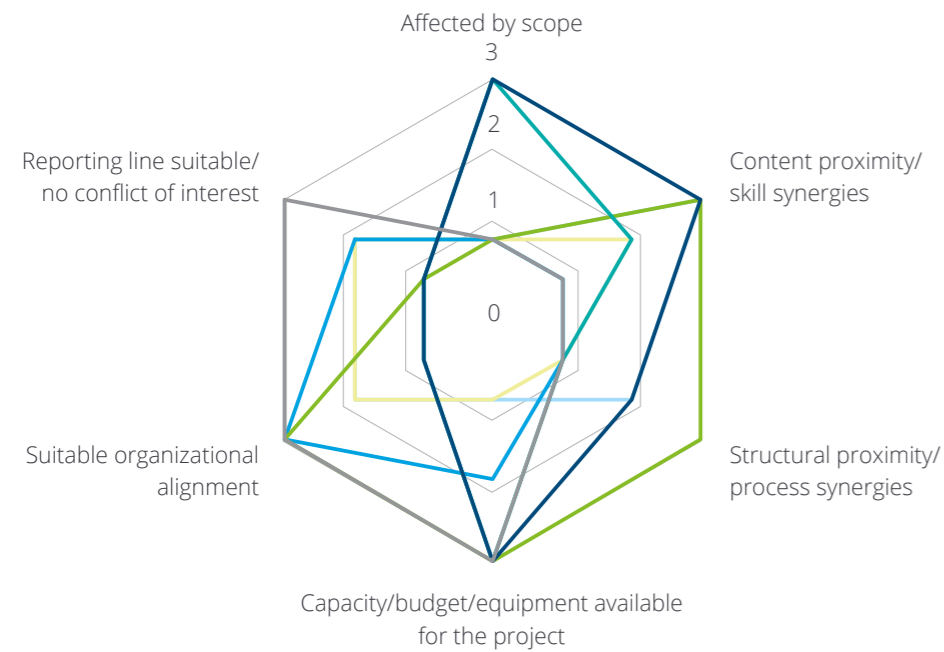 Affected by scope
3
2
1
0
Reporting line suitable/
no conflict of interest
Content proximity/
skill synergies
Suitable organizational
alignment
Structural proximity/
process synergies
Capacity/budget/equipment available
for the project